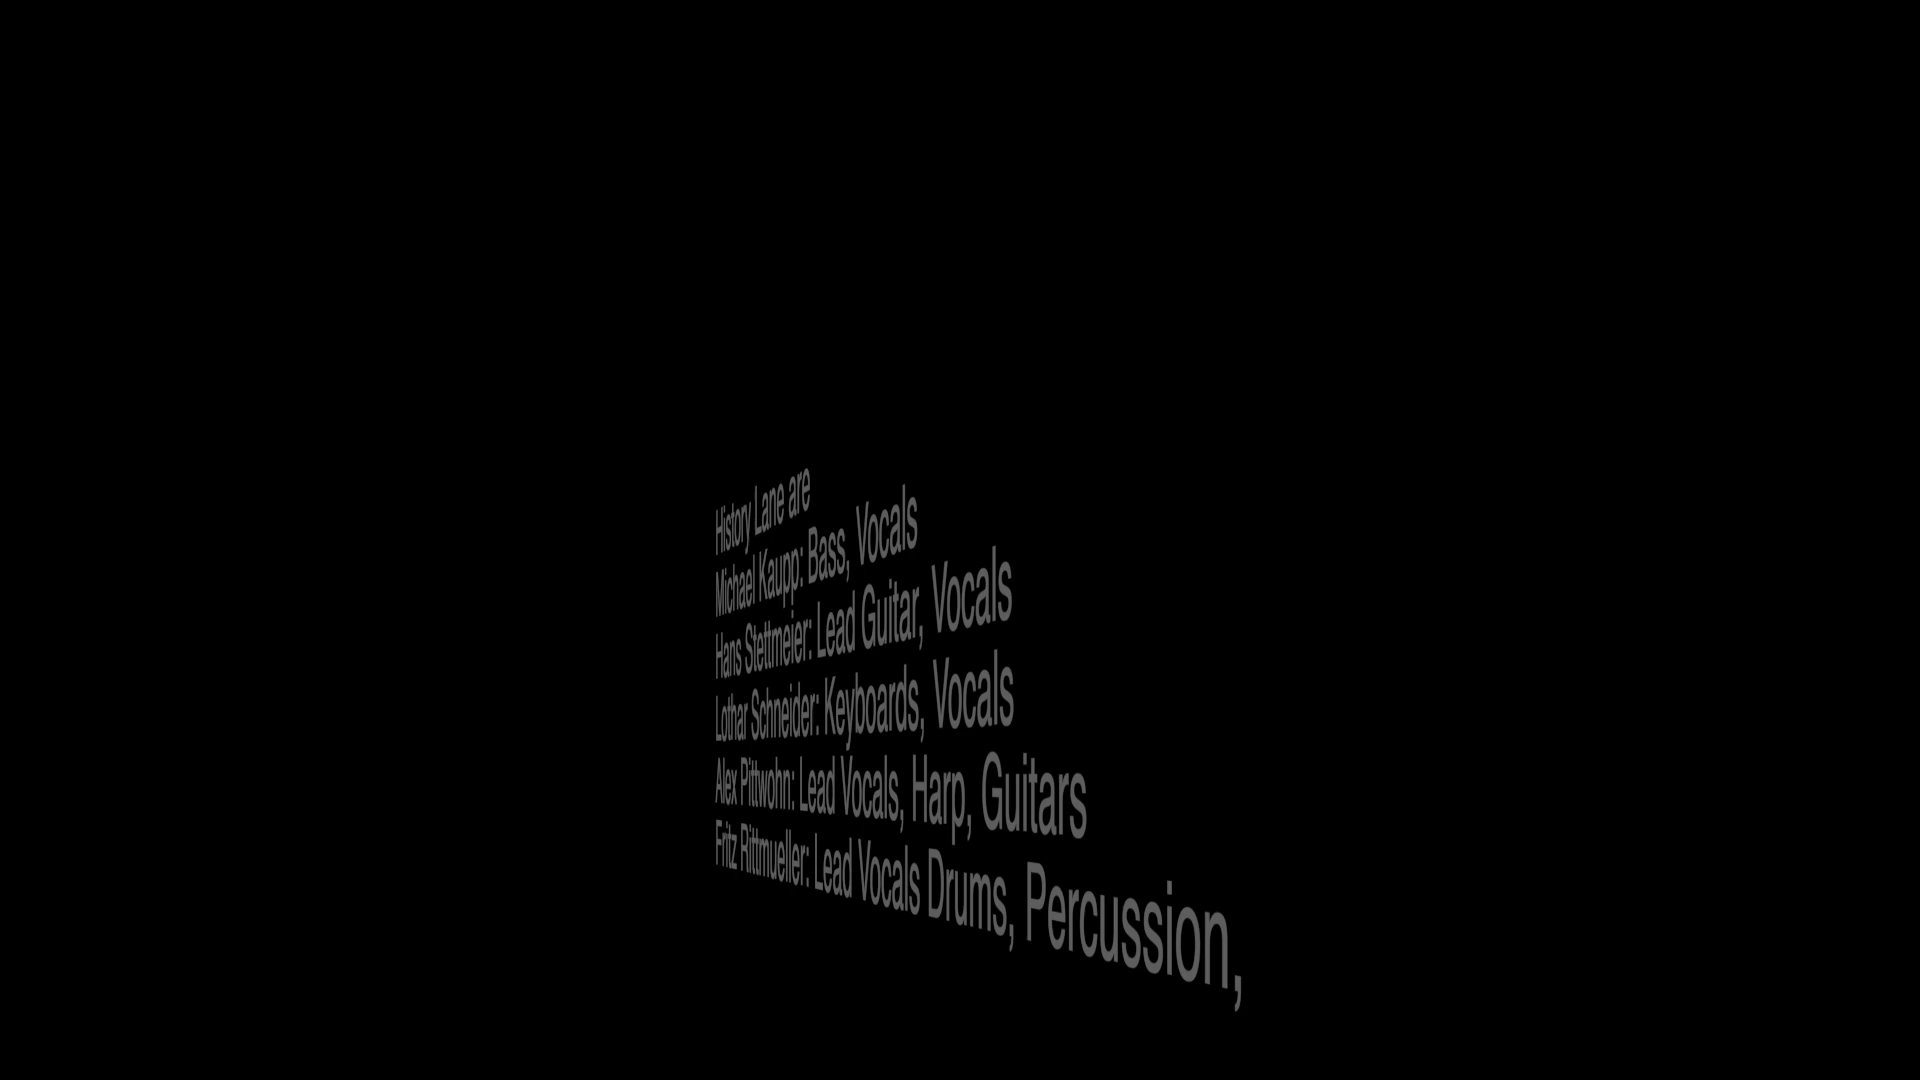 History Lane are
Michael Kaupp: Bass, Vocals
Hans Stettmeier: Lead Guitar, Vocals
Lothar Schneider: Keyboards, Vocals
Alex Pittwohn: Lead Vocals, Harp, Guitars
Fritz Rittmueller: Lead Vocals Drums, Percussion,